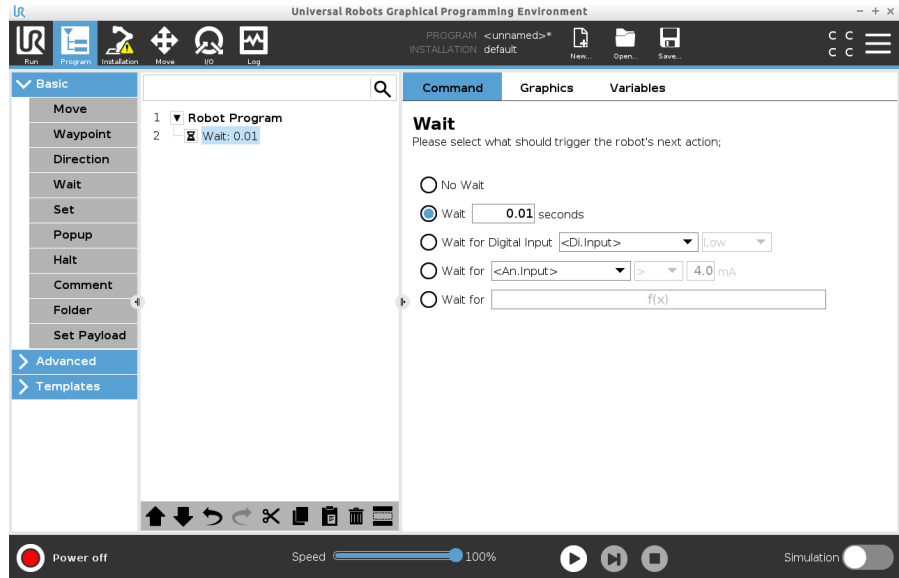 Universal Robots Graphical Programming Environment
PROGRAM <unnamed>*
INSTALLATION default
Run Program Installation Move I/O Log New... Open... Save...
C C
C C
Basic
Move
Waypoint
Direction
Wait
Set
Popup
Halt
Comment
Folder
Set Payload
Advanced
Templates
1 Robot Program
2 Wait: 0.01
Command Graphics Variables
Wait
Please select what should trigger the robot's next action;
No Wait
Wait 0.01 seconds
Wait for Digital Input <Di.Input> Low
Wait for <An.Input> > 4.0 mA
Wait for f(x)
Power off Speed 100% Simulation